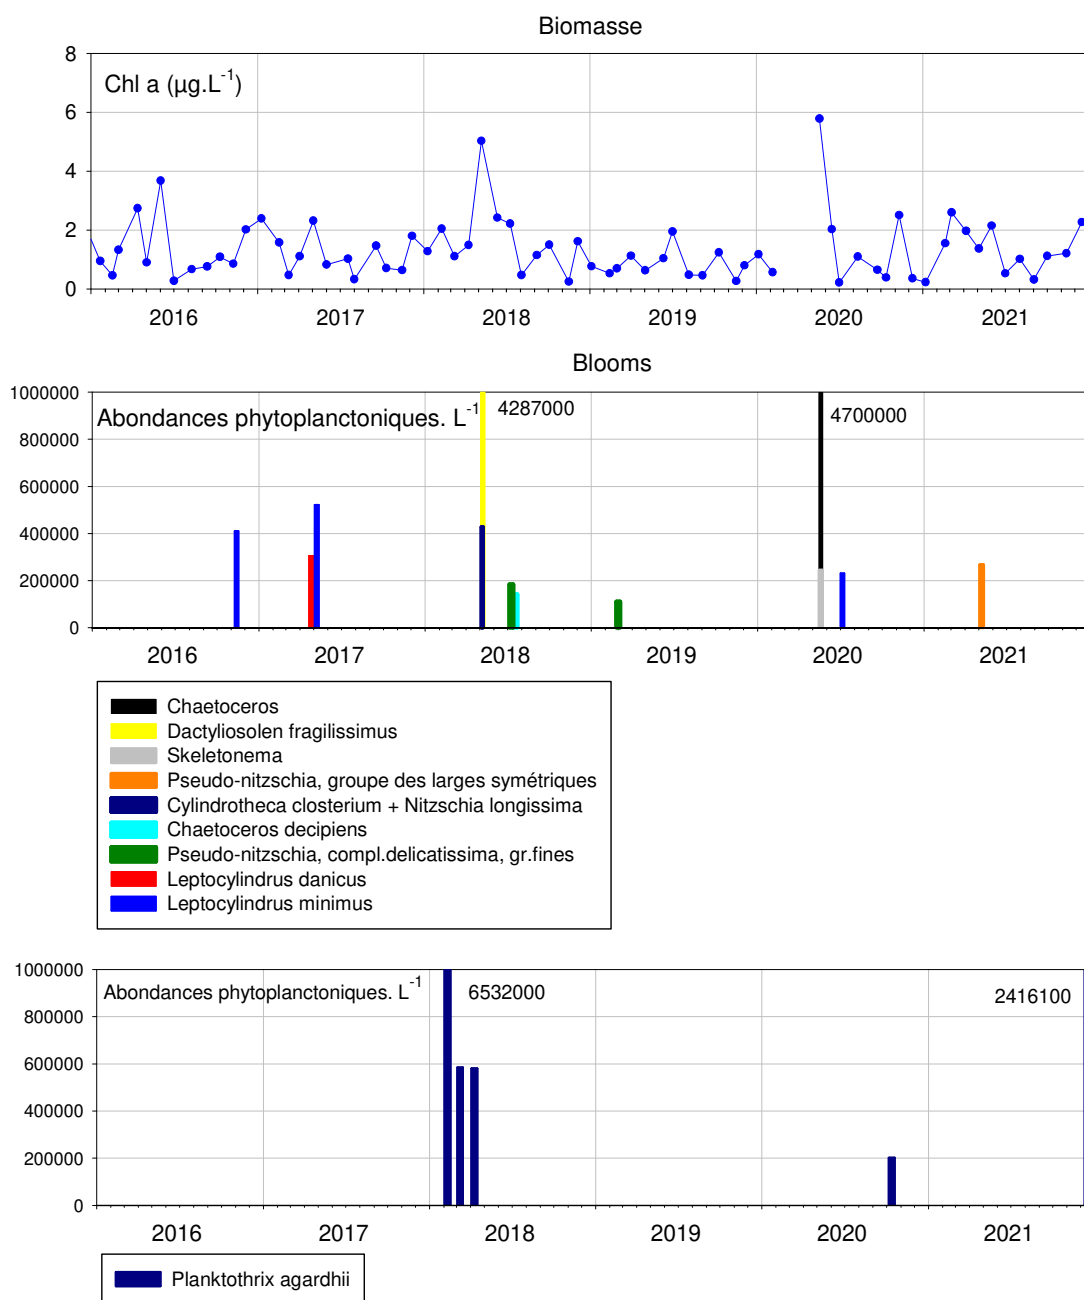 Biomasse
8
Chl a (µg.L-1)
6
4
2
0
2016 2017 2018 2019 2020 2021
Blooms
1000000
Abondances phytoplanctoniques. L-1
4287000
4700000
800000
600000
400000
200000
0
2016 2017 2018 2019 2020 2021
Chaetoceros
Dactyliosolen fragilissimus
Skeletonema
Pseudo-nitzschia, groupe des larges symétriques
Cylindrotheca closterium + Nitzschia longissima
Chaetoceros decipiens
Pseudo-nitzschia, compl.delicatissima, gr.fines
Leptocylindrus danicus
Leptocylindrus minimus
1000000
Abondances phytoplanctoniques. L-1
6532000
2416100
800000
600000
400000
200000
0
2016 2017 2018 2019 2020 2021
Planktothrix agardhii